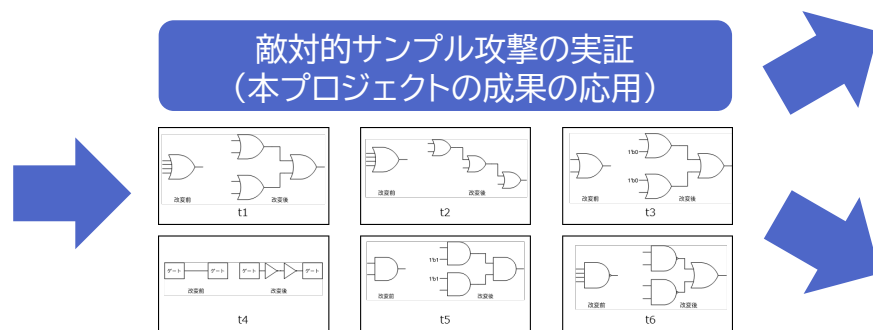 敵対的サンプル攻撃の実証
（本プロジェクトの成果の応用）
改変前 改変後
t1
改変前 改変後
t2
1'b0
1'b0
改変前 改変後
t3
ゲート ゲート ゲート ゲート
改変前 改変後
t4
1'b1
1'b1
改変前 改変後
t5
改変前 改変後
t6